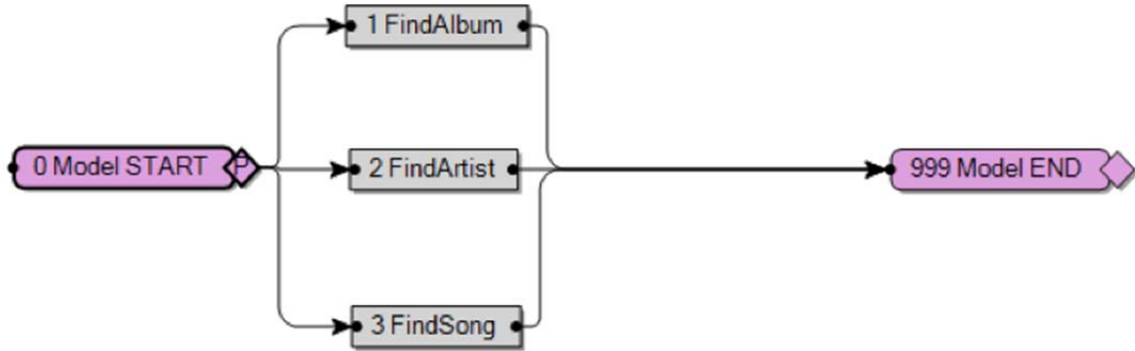 1 FindAlbum
0 Model START P
2 FindArtist
999 Model END
3 FindSong